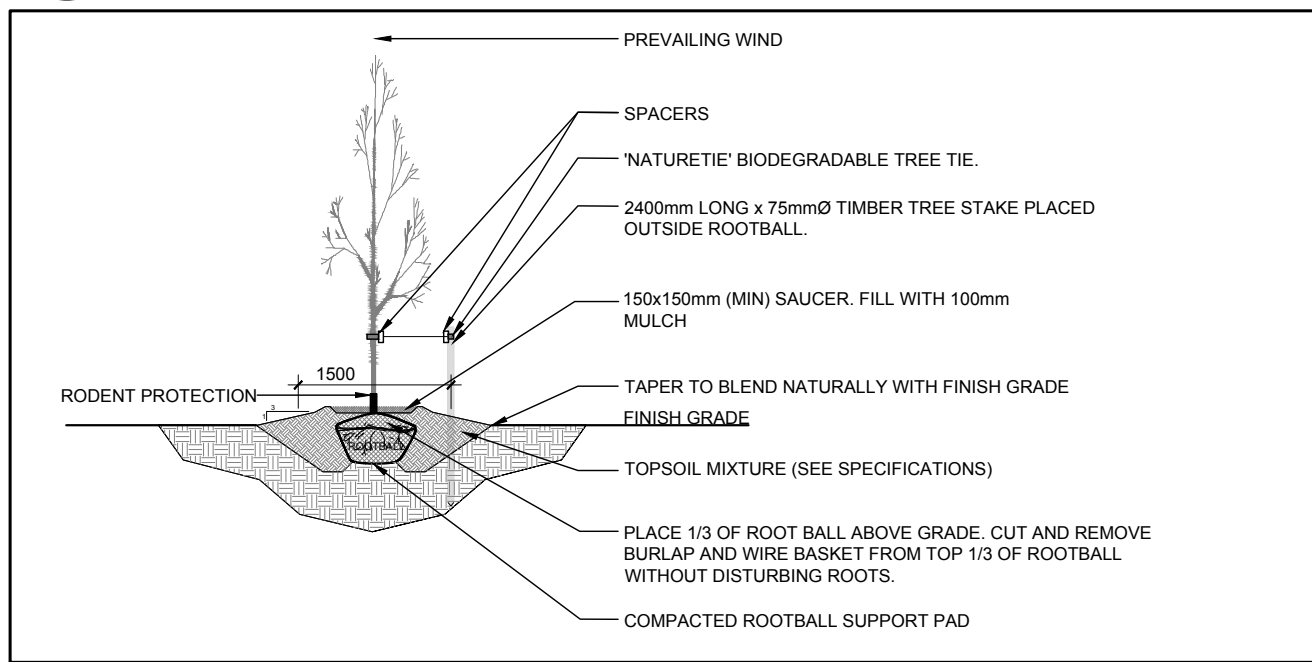 PREVAILING WIND
SPACERS
'NATURETIE' BIODEGRADABLE TREE TIE.
2400mm LONG x 75mmØ TIMBER TREE STAKE PLACED
OUTSIDE ROOTBALL.
150x150mm (MIN) SAUCER. FILL WITH 100mm
MULCH
1500
RODENT PROTECTION
TAPER TO BLEND NATURALLY WITH FINISH GRADE
3
1
FINISH GRADE
ROOTBALL
TOPSOIL MIXTURE (SEE SPECIFICATIONS)
PLACE 1/3 OF ROOT BALL ABOVE GRADE. CUT AND REMOVE
BURLAP AND WIRE BASKET FROM TOP 1/3 OF ROOTBALL
WITHOUT DISTURBING ROOTS.
COMPACTED ROOTBALL SUPPORT PAD